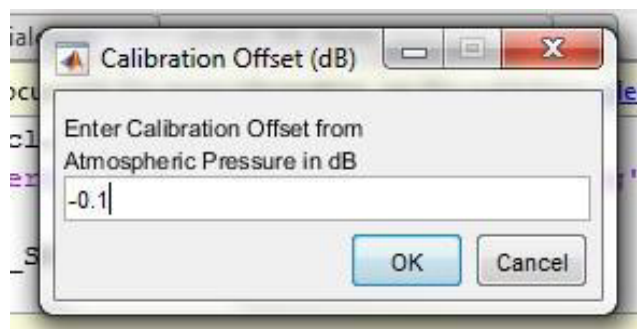 Calibration Offset (dB)
Enter Calibration Offset from
Atmospheric Pressure in dB
-0.1
OK
Cancel